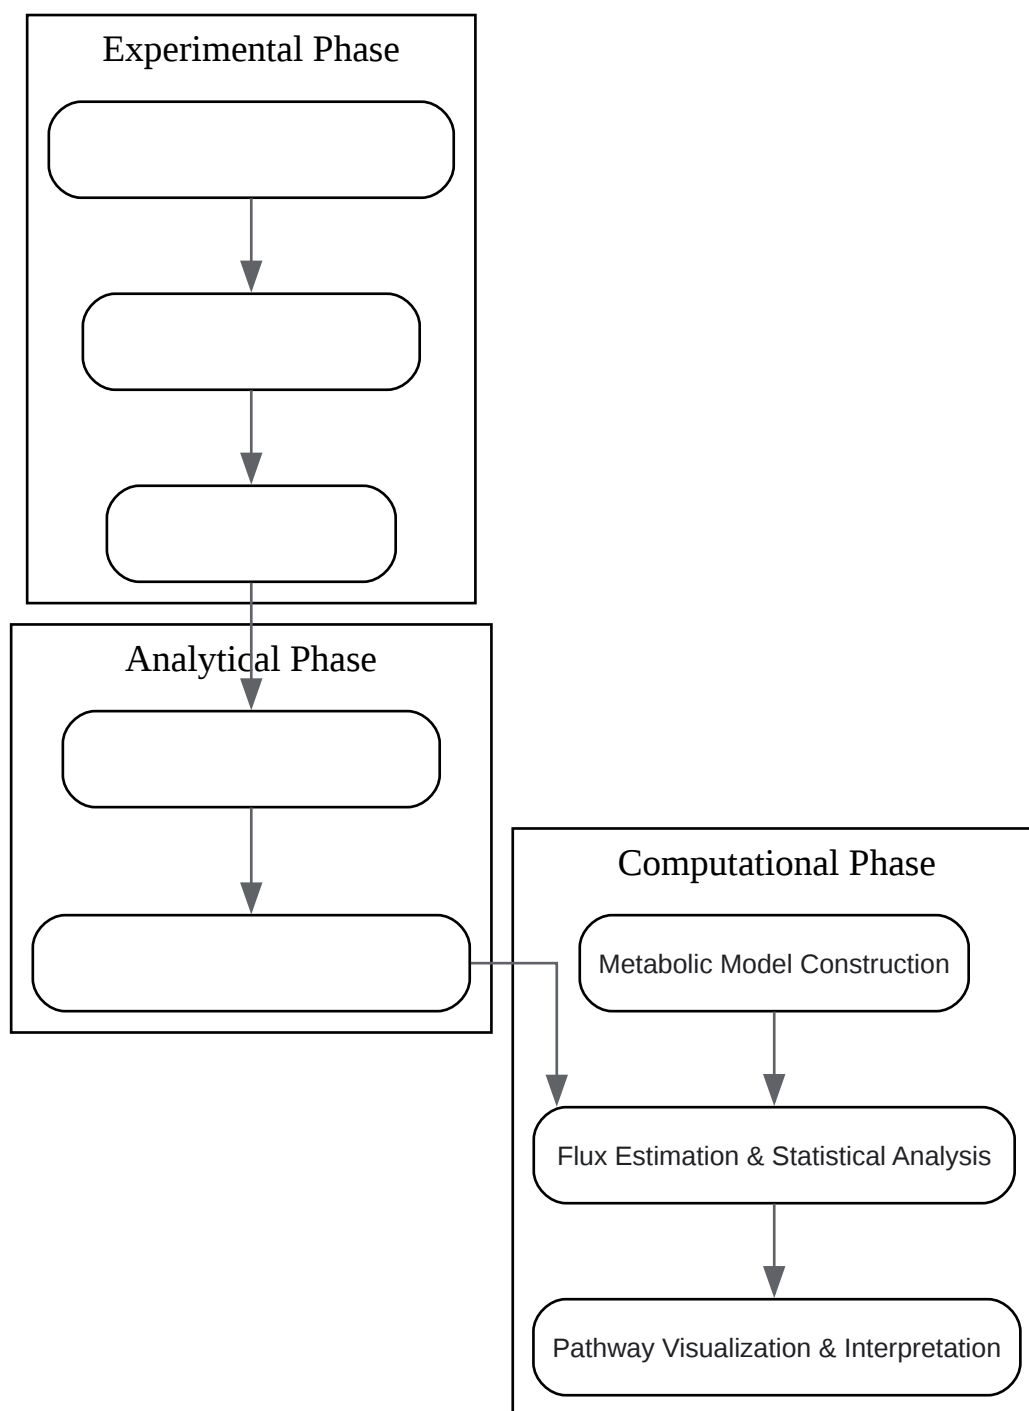 Experimental Phase
Analytical Phase
Computational Phase
Metabolic Model Construction
Flux Estimation & Statistical Analysis
Pathway Visualization & Interpretation